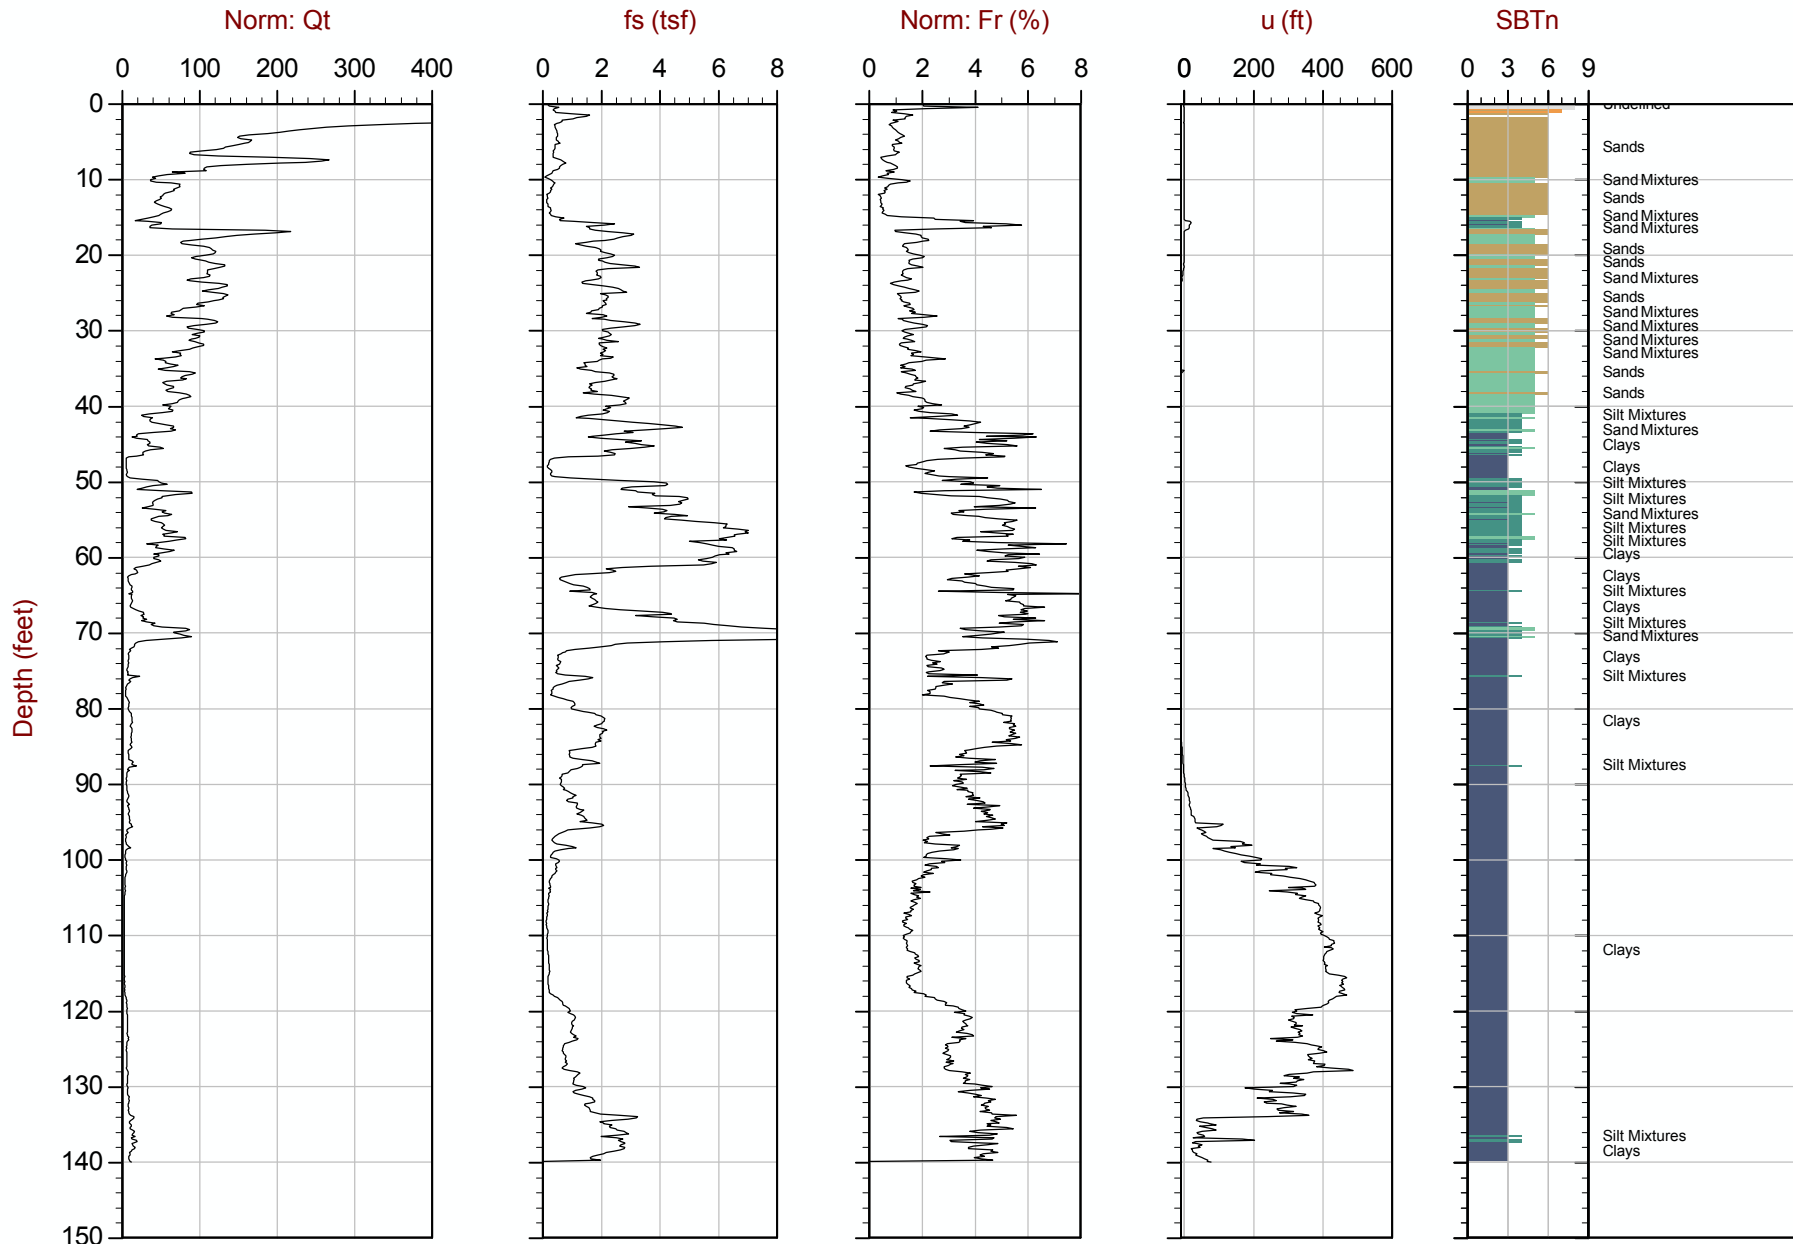 Norm: Qt fs (tsf) Norm: Fr (%) u (ft) SBTn
0 100 200 300 400 0 2 4 6 8 0 2 4 6 8 0 200 400 600 0 3 6 9
0
Undefined
Sands
10
Sand Mixtures
Sands
Sand Mixtures
Sand Mixtures
Sands
20
Sands
Sand Mixtures
Sands
Sand Mixtures
Sand Mixtures
30
Sand Mixtures
Sand Mixtures
Sands
Sands
40
Silt Mixtures
Sand Mixtures
Clays
Clays
50
Silt Mixtures
Silt Mixtures
Sand Mixtures
Silt Mixtures
Silt Mixtures
60
Clays
Clays
Silt Mixtures
Clays
Silt Mixtures
70
Sand Mixtures
Clays
Silt Mixtures
80
Clays
Silt Mixtures
90
100
110
Clays
120
130
Silt Mixtures
Clays
140
150
Depth (feet)